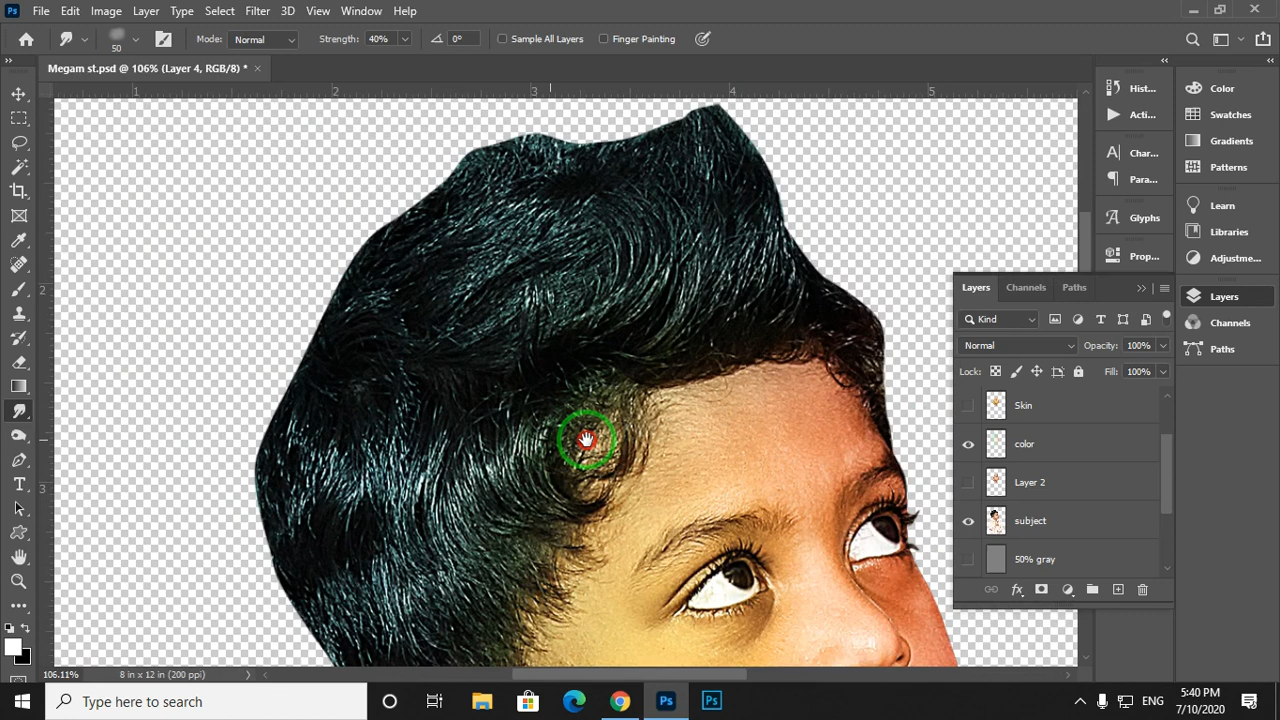 Ps File Edit Image Layer Type Select Filter 3D View Window Help
50 Mode: Normal Strength: 40% 0° Sample All Layers Finger Painting
Megam st.psd @ 106% (Layer 4, RGB/8) * ×
1 2 3 4 5
2
3
Hist...
Acti...
Char...
Para...
Glyphs
Prop...
Color
Swatches
Gradients
Patterns
Learn
Libraries
Adjustme...
Layers
Channels
Paths
Layers Channels Paths
Kind
Normal Opacity: 100%
Lock: Fill: 100%
Skin
color
Layer 2
subject
50% gray
fx
106.11% 8 in x 12 in (200 ppi)
Type here to search
Ps Ps
ENG
5:40 PM
7/10/2020